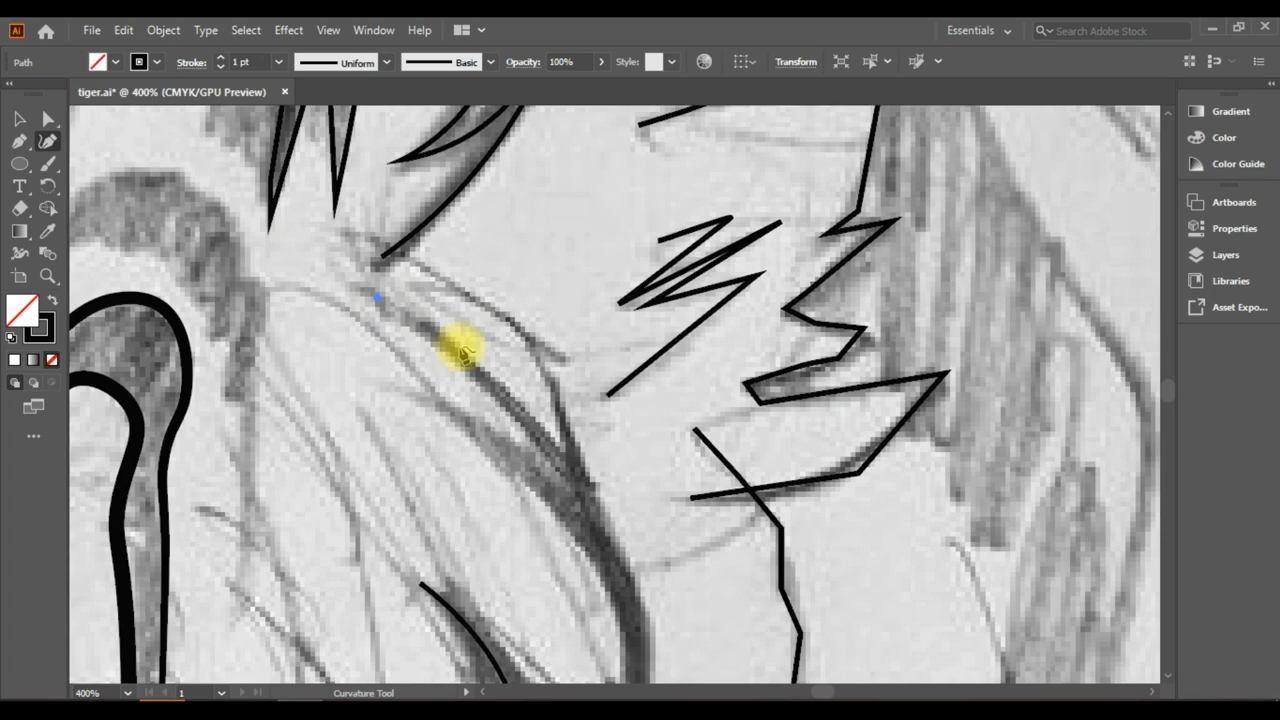 Ai File Edit Object Type Select Effect View Window Help Essentials Search Adobe Stock
Path Stroke: 1 pt Uniform Basic Opacity: 100% Style: Transform
tiger.ai* @ 400% (CMYK/GPU Preview)
Gradient
Color
Color Guide
Artboards
Properties
Layers
Libraries
Asset Expo...
T
400% 1 Curvature Tool